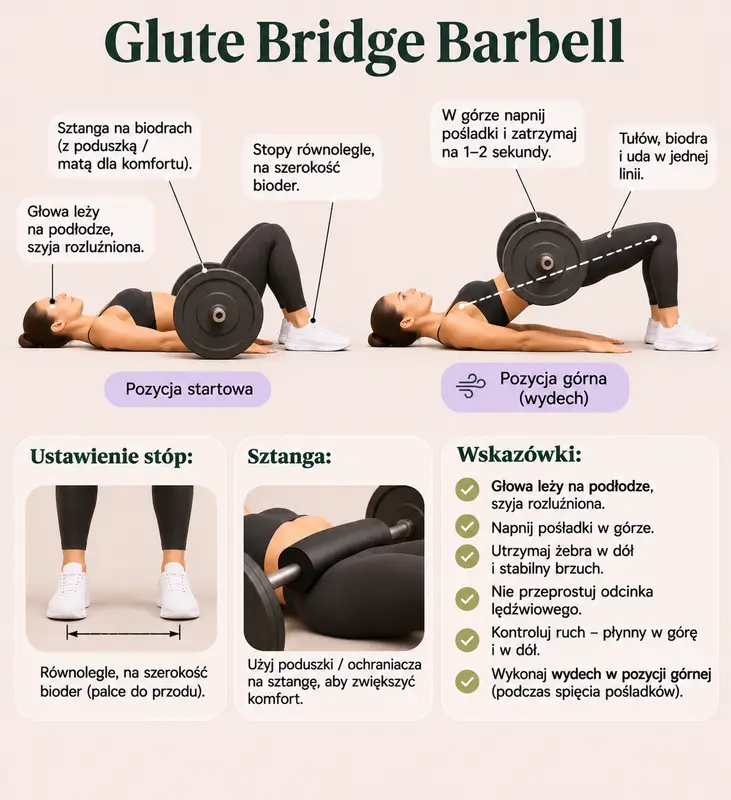 Glute Bridge Barbell
Sztanga na biodrach
(z poduszką /
matą dla komfortu).
Stopy równolegle,
na szerokość
bioder.
Głowa leży
na podłodze,
szyja rozluźniona.
W górze napnij
pośladki i zatrzymaj
na 1–2 sekundy.
Tułów, biodra
i uda w jednej
linii.
Pozycja startowa
Pozycja górna
(wydech)
Ustawienie stóp:
Równolegle, na szerokość
bioder (palce do przodu).
Sztanga:
Użyj poduszki / ochraniacza
na sztangę, aby zwiększyć
komfort.
Wskazówki:
Głowa leży na podłodze,
szyja rozluźniona.
Napnij pośladki w górze.
Utrzymaj żebra w dół
i stabilny brzuch.
Nie przeprostuj odcinka
lędźwiowego.
Kontroluj ruch – płynny w górę
i w dół.
Wykonaj wydech w pozycji górnej
(podczas spięcia pośladków).